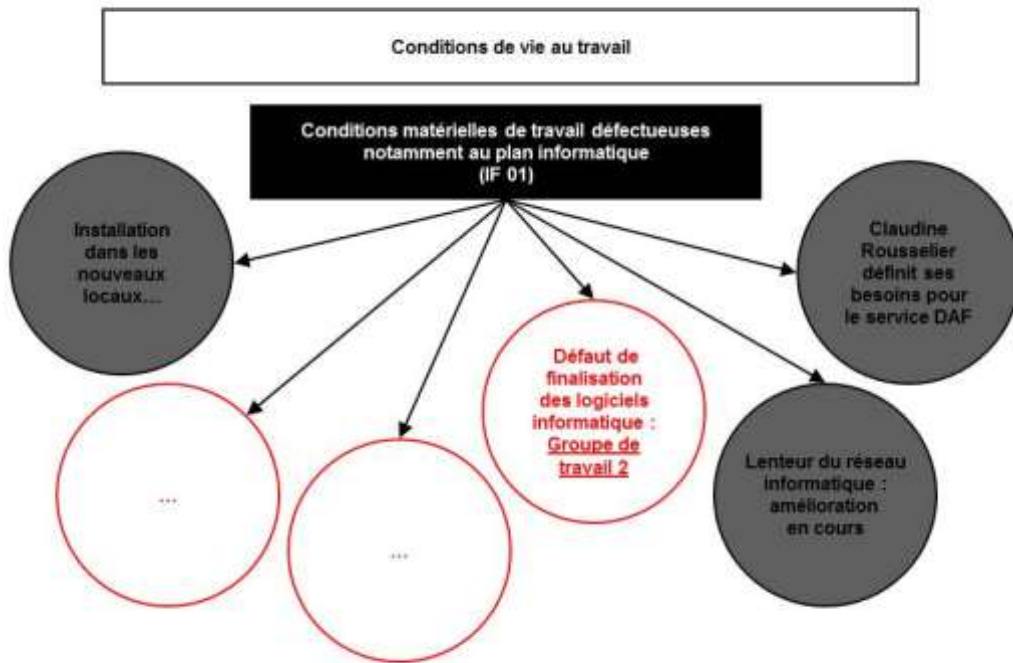 Conditions de vie au travail
Conditions matérielles de travail défectueuses
notamment au plan informatique
(IF 01)
Installation
dans les
nouveaux
locaux...
...
...
Défaut de
finalisation
des logiciels
informatique :
Groupe de
travail 2
Lenteur du réseau
informatique :
amélioration
en cours
Claudine
Rousselier
définit ses
besoins pour
le service DAF